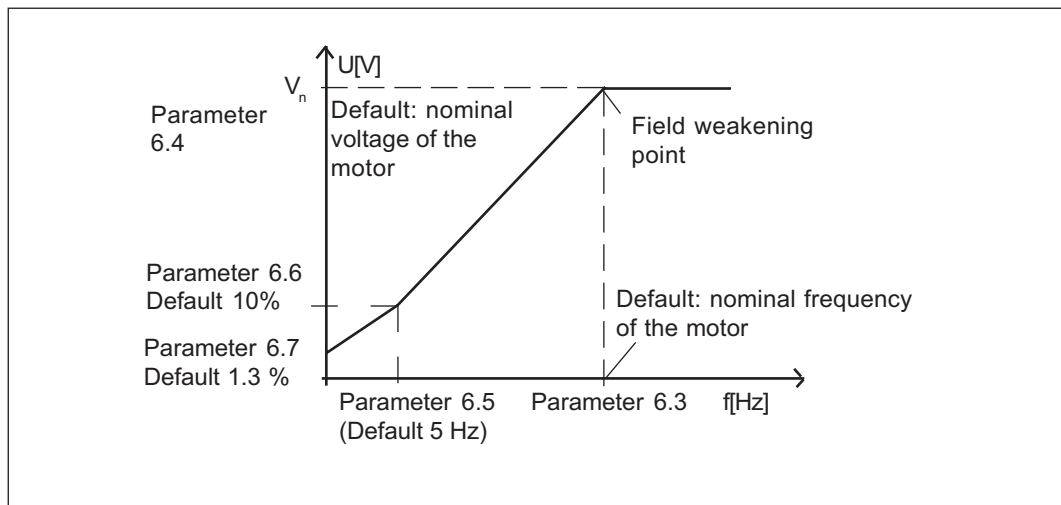 U[V]
Vn
Parameter
6.4
Default: nominal
voltage of the
motor
Field weakening
point
Parameter 6.6
Default 10%
Default: nominal frequency
of the motor
Parameter 6.7
Default 1.3 %
Parameter 6.5
(Default 5 Hz)
Parameter 6.3
f[Hz]